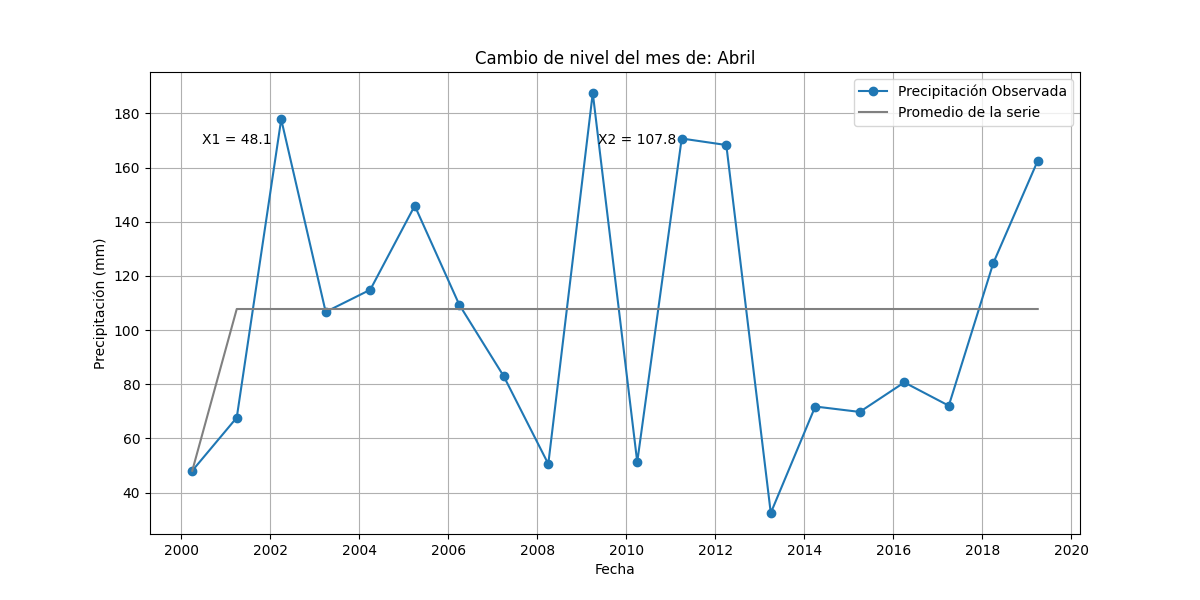 Cambio de nivel del mes de: Abril
Precipitación Observada
Promedio de la serie
X1 = 48.1
X2 = 107.8
Precipitación (mm)
180
160
140
120
100
80
60
40
2000 2002 2004 2006 2008 2010 2012 2014 2016 2018 2020
Fecha